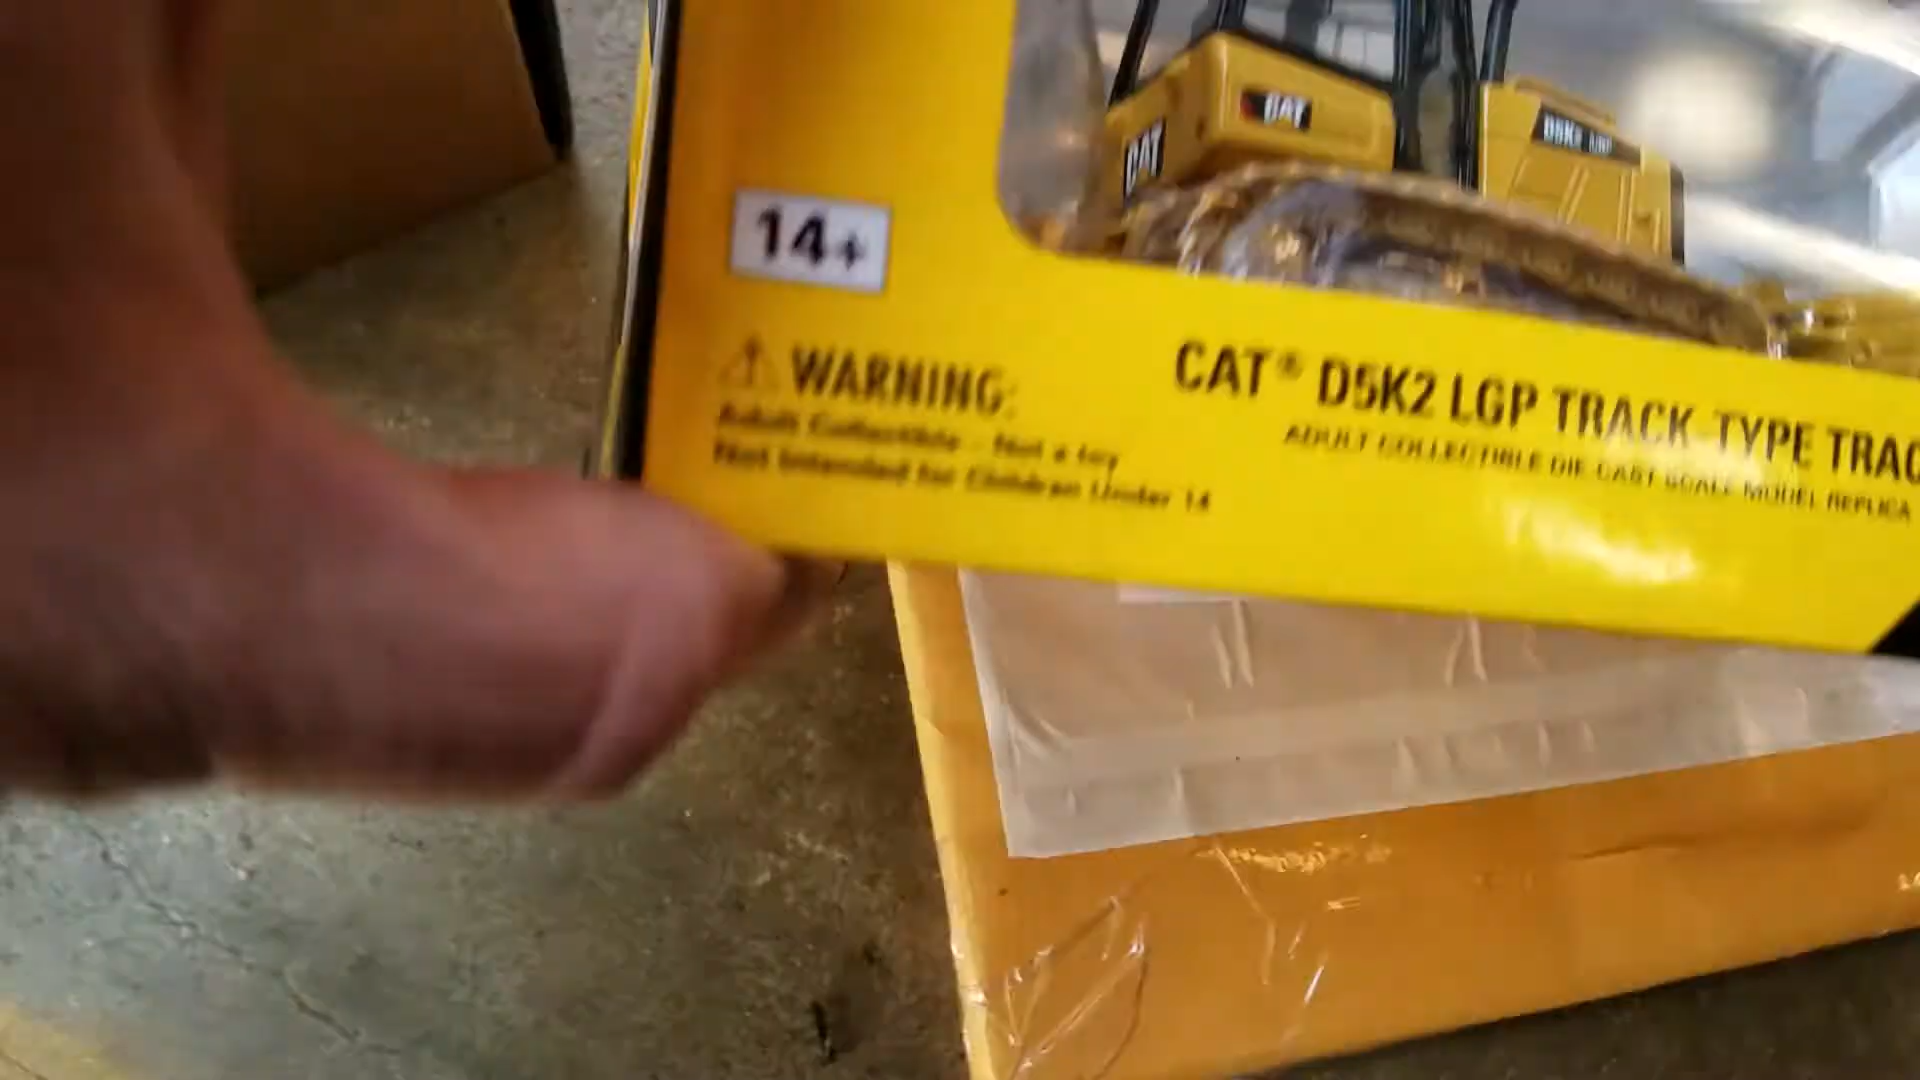 CAT
CAT
D5K2 LGP
14+
WARNING:
Adult Collectible - Not a toy
Not Intended for Children Under 14
CAT® D5K2 LGP TRACK-TYPE TRAC
ADULT COLLECTIBLE DIE CAST SCALE MODEL REPLICA